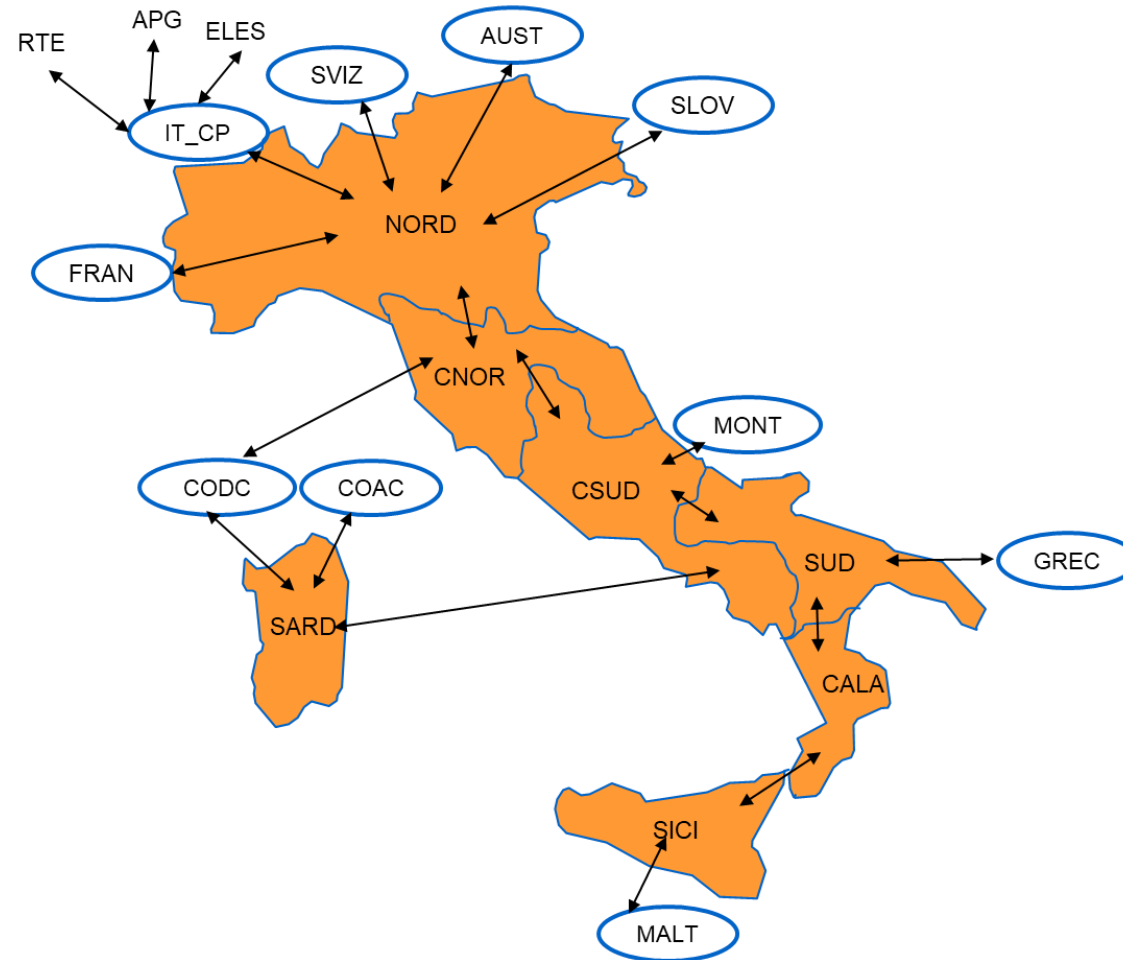 APG
ELES
RTE
AUST
SVIZ
SLOV
IT_CP
NORD
FRAN
CNOR
MONT
CODC
COAC
CSUD
SUD
GREC
SARD
CALA
SICI
MALT